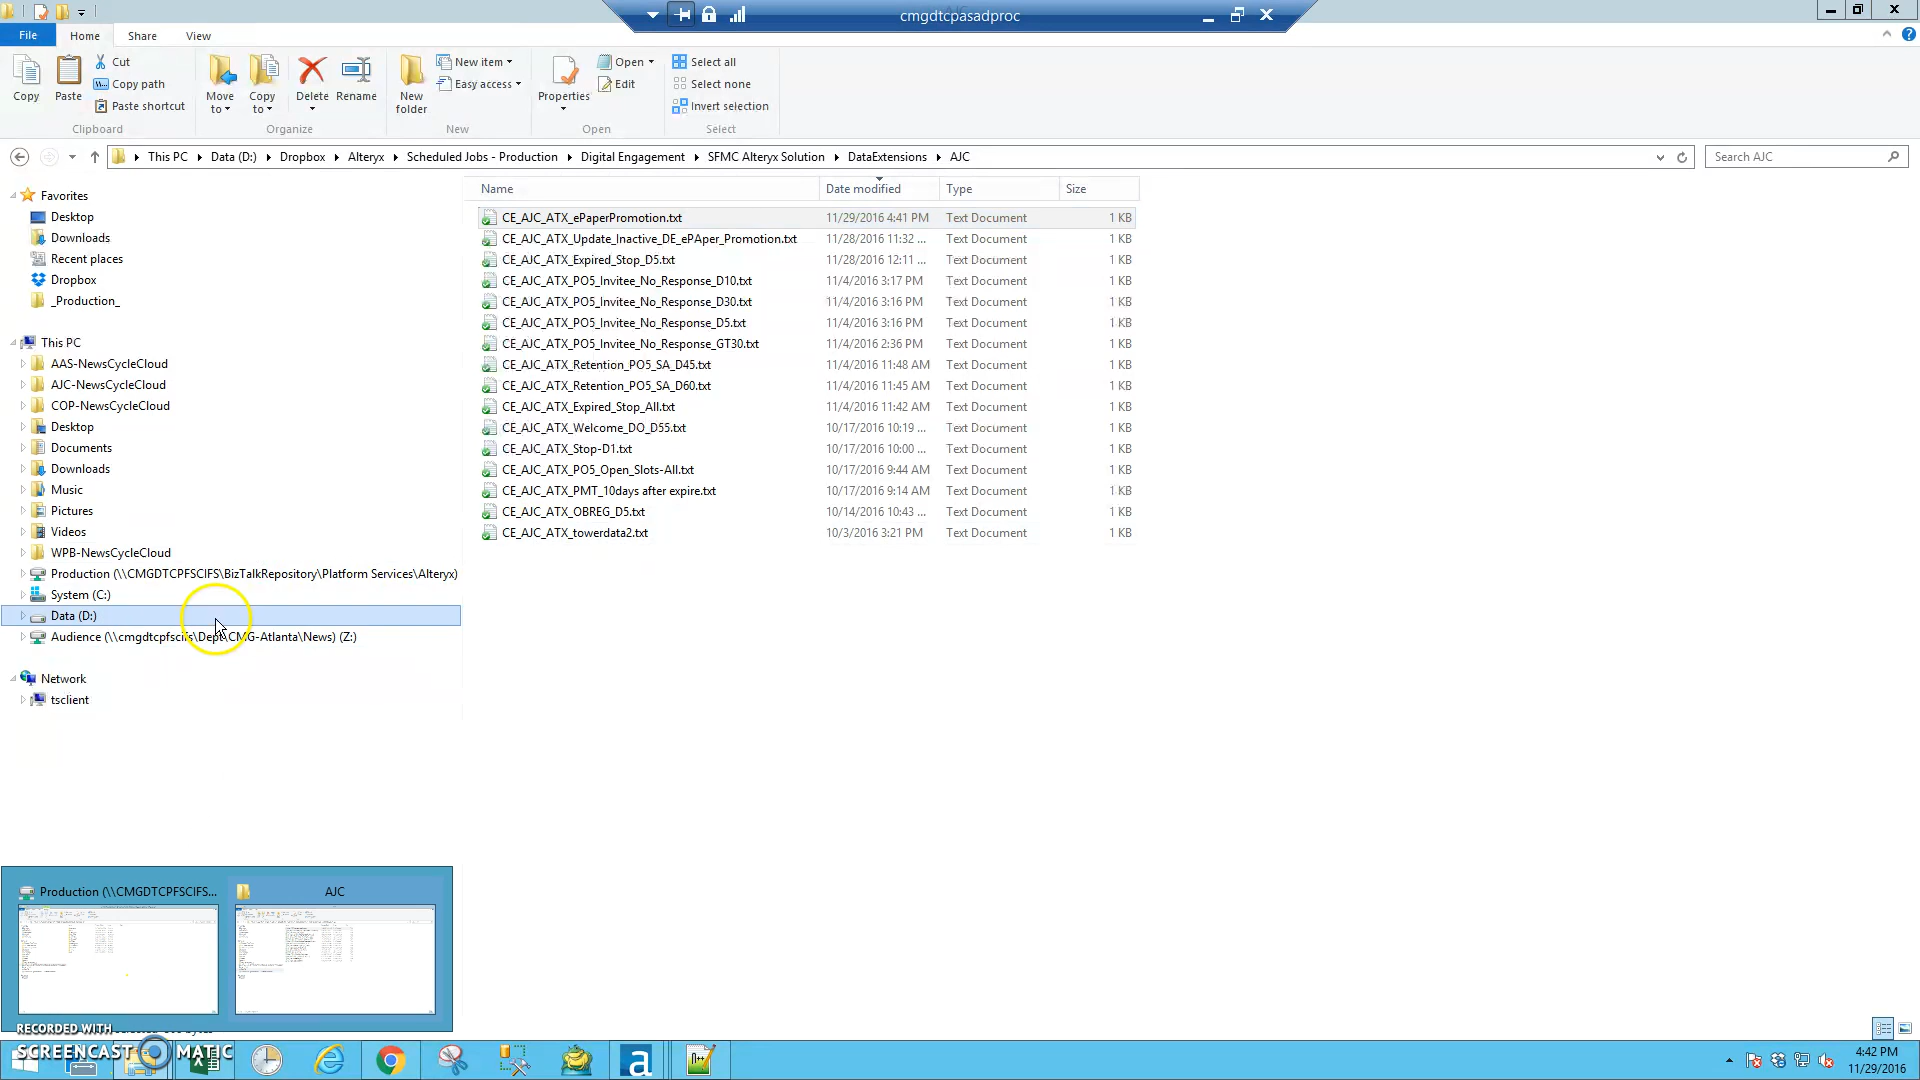 cmgdtcpasadproc
File Home Share View
Copy
Paste
Cut
Copy path
Paste shortcut
Clipboard
Move to
Copy to
Delete
Rename
Organize
New folder
New item
Easy access
New
Properties
Open
Edit
Open
Select all
Select none
Invert selection
Select
This PC Data (D:) Dropbox Alteryx Scheduled Jobs - Production Digital Engagement SFMC Alteryx Solution DataExtensions AJC
Search AJC
Favorites
Desktop
Downloads
Recent places
Dropbox
_Production_
This PC
AAS-NewsCycleCloud
AJC-NewsCycleCloud
COP-NewsCycleCloud
Desktop
Documents
Downloads
Music
Pictures
Videos
WPB-NewsCycleCloud
Production (\\CMGDTCPFSCIFS\BizTalkRepository\Platform Services\Alteryx)
System (C:)
Data (D:)
Audience (\\cmgdtcpfscifs\Dept\CMG-Atlanta\News) (Z:)
Network
tsclient
Name Date modified Type Size
CE_AJC_ATX_ePaperPromotion.txt 11/29/2016 4:41 PM Text Document 1 KB
CE_AJC_ATX_Update_Inactive_DE_ePAper_Promotion.txt 11/28/2016 11:32 ... Text Document 1 KB
CE_AJC_ATX_Expired_Stop_D5.txt 11/28/2016 12:11 ... Text Document 1 KB
CE_AJC_ATX_PO5_Invitee_No_Response_D10.txt 11/4/2016 3:17 PM Text Document 1 KB
CE_AJC_ATX_PO5_Invitee_No_Response_D30.txt 11/4/2016 3:16 PM Text Document 1 KB
CE_AJC_ATX_PO5_Invitee_No_Response_D5.txt 11/4/2016 3:16 PM Text Document 1 KB
CE_AJC_ATX_PO5_Invitee_No_Response_GT30.txt 11/4/2016 2:36 PM Text Document 1 KB
CE_AJC_ATX_Retention_PO5_SA_D45.txt 11/4/2016 11:48 AM Text Document 1 KB
CE_AJC_ATX_Retention_PO5_SA_D60.txt 11/4/2016 11:45 AM Text Document 1 KB
CE_AJC_ATX_Expired_Stop_All.txt 11/4/2016 11:42 AM Text Document 1 KB
CE_AJC_ATX_Welcome_DO_D55.txt 10/17/2016 10:19 ... Text Document 1 KB
CE_AJC_ATX_Stop-D1.txt 10/17/2016 10:00 ... Text Document 1 KB
CE_AJC_ATX_PO5_Open_Slots-All.txt 10/17/2016 9:44 AM Text Document 1 KB
CE_AJC_ATX_PMT_10days after expire.txt 10/17/2016 9:14 AM Text Document 1 KB
CE_AJC_ATX_OBREG_D5.txt 10/14/2016 10:43 ... Text Document 1 KB
CE_AJC_ATX_towerdata2.txt 10/3/2016 3:21 PM Text Document 1 KB
Production (\\CMGDTCPFSCIFS... AJC
RECORDED WITH
SCREENCAST MATIC
4:42 PM
11/29/2016